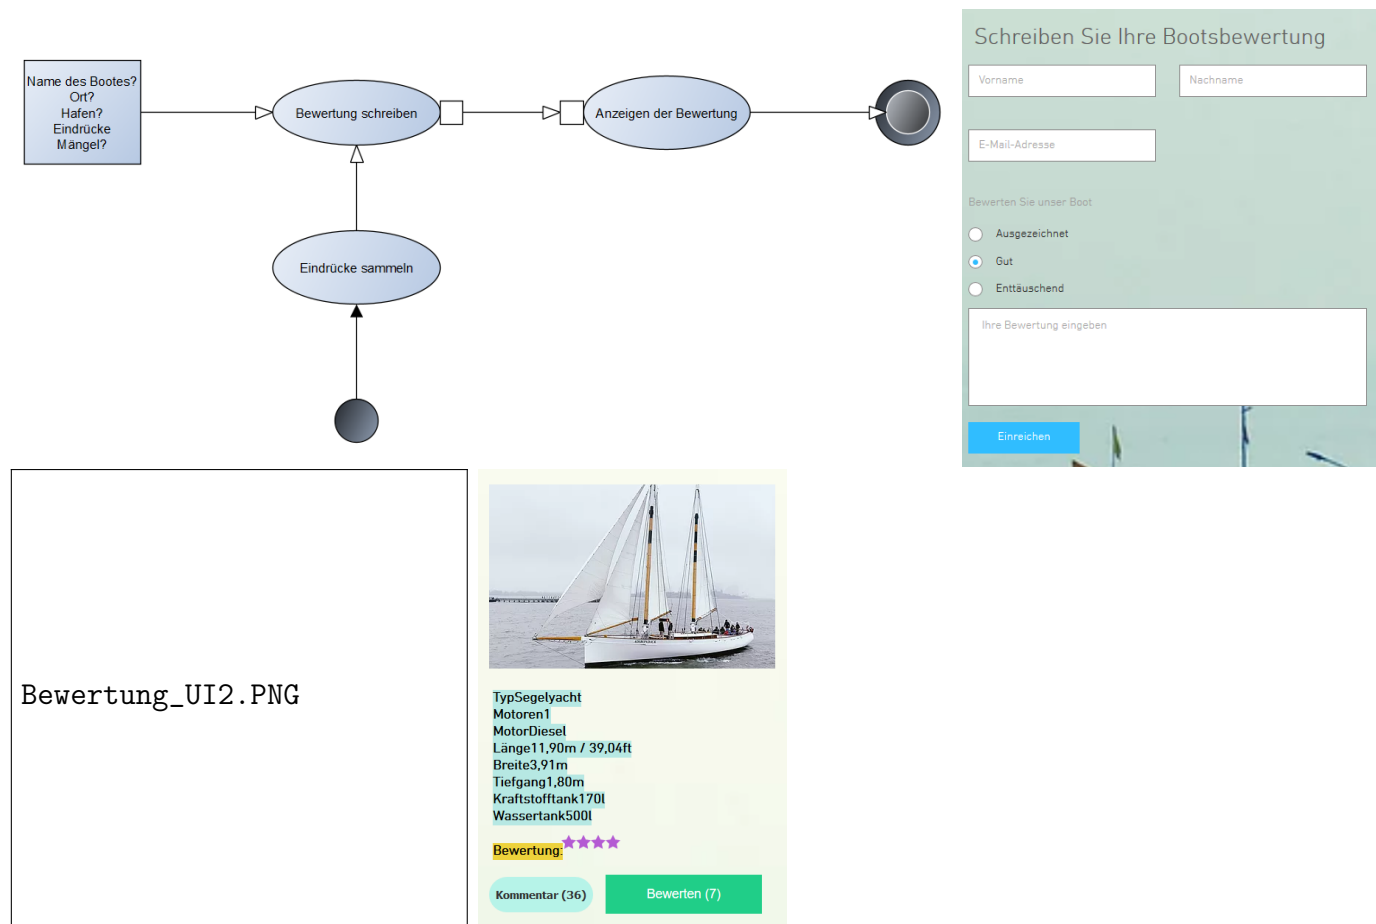 Name des Bootes?
Ort?
Hafen?
Eindrücke
Mängel?
Bewertung schreiben
Anzeigen der Bewertung
Eindrücke sammeln
Schreiben Sie Ihre Bootsbewertung
Vorname
Nachname
E-Mail-Adresse
Bewerten Sie unser Boot
Ausgezeichnet
Gut
Enttäuschend
Ihre Bewertung eingeben
Einreichen
Bewertung_UI2.PNG
TypSegelyacht
Motoren1
MotorDiesel
Länge11,90m / 39,04ft
Breite3,91m
Tiefgang1,80m
Kraftstofftank170l
Wassertank500l
Bewertung:
Kommentar (36)
Bewerten (7)